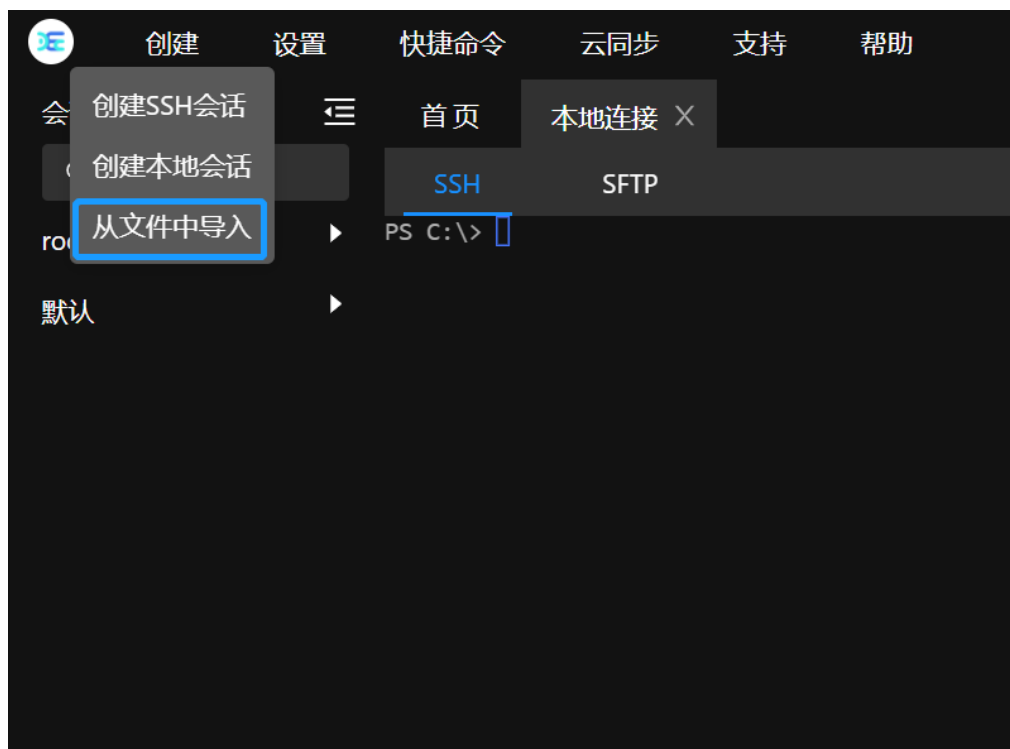 创建 设置 快捷命令 云同步 支持 帮助
创建SSH会话
创建本地会话
从文件中导入
首页 本地连接 X
SSH SFTP
PS C:\>
默认